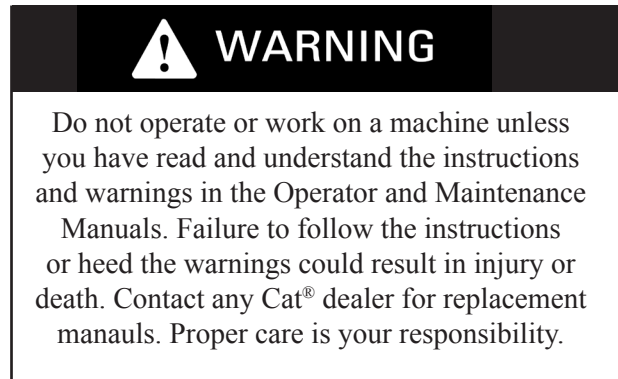 WARNING
Do not operate or work on a machine unless
you have read and understand the instructions
and warnings in the Operator and Maintenance
Manuals. Failure to follow the instructions
or heed the warnings could result in injury or
death. Contact any Cat® dealer for replacement
manauls. Proper care is your responsibility.